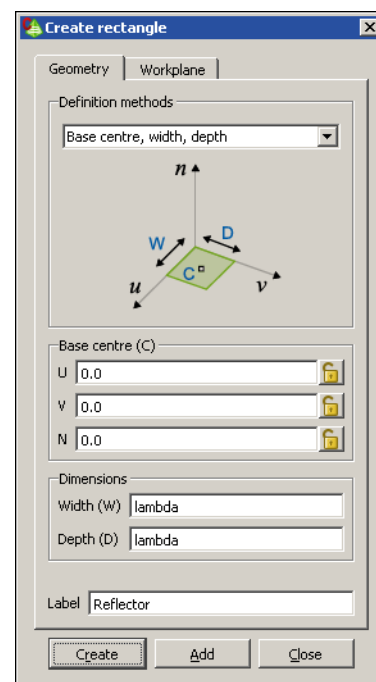 Create rectangle
Geometry Workplane
Definition methods
Base centre, width, depth
n
W D
C
u v
Base centre (C)
U 0.0
V 0.0
N 0.0
Dimensions
Width (W) lambda
Depth (D) lambda
Label Reflector
Create Add Close